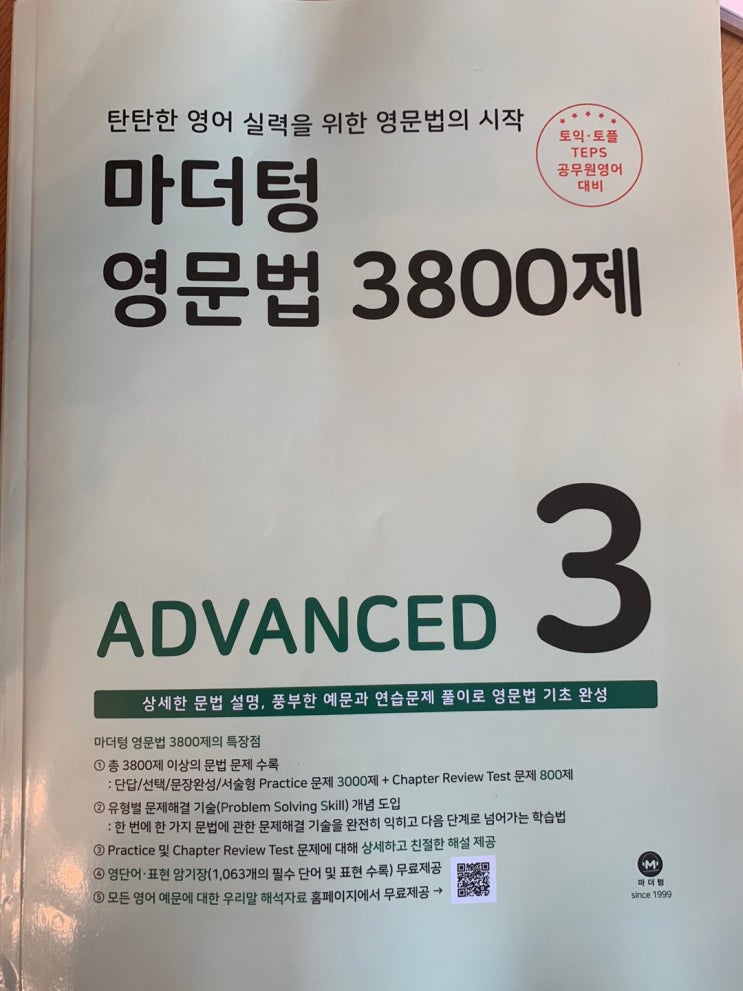 탄탄한 영어 실력을 위한 영문법의 시작
토익·토플
TEPS
공무원영어
대비
마더텅
영문법 3800제
ADVANCED 3
상세한 문법 설명, 풍부한 예문과 연습문제 풀이로 영문법 기초 완성
마더텅 영문법 3800제의 특장점
① 총 3800제 이상의 문법 문제 수록
: 단답/선택/문장완성/서술형 Practice 문제 3000제 + Chapter Review Test 문제 800제
② 유형별 문제해결 기술(Problem Solving Skill) 개념 도입
: 한 번에 한 가지 문법에 관한 문제해결 기술을 완전히 익히고 다음 단계로 넘어가는 학습법
③ Practice 및 Chapter Review Test 문제에 대해 상세하고 친절한 해설 제공
④ 영단어·표현 암기장(1,063개의 필수 단어 및 표현 수록) 무료제공
⑤ 모든 영어 예문에 대한 우리말 해석자료 홈페이지에서 무료제공 →
M
마더텅
since 1999